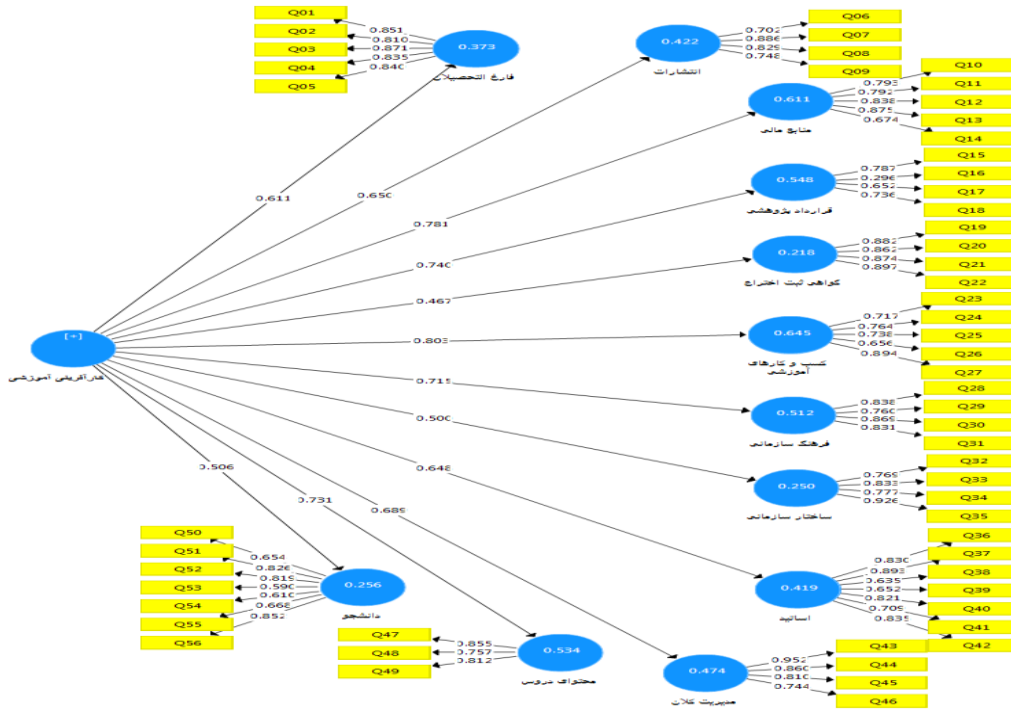 Q01
Q02
Q03
Q04
Q05
0.851
0.810
0.871
0.835
0.840
0.373
فارغ التحصیلان
0.422
انتشارات
0.702
0.886
0.829
0.748
Q06
Q07
Q08
Q09
0.611
منابع مالی
0.793
0.792
0.838
0.875
0.674
Q10
Q11
Q12
Q13
Q14
0.548
قرارداد پژوهشی
0.787
0.296
0.652
0.736
Q15
Q16
Q17
Q18
0.218
گواهی ثبت اختراع
0.882
0.862
0.874
0.897
Q19
Q20
Q21
Q22
0.645
کسب و کارهای
آموزشی
0.717
0.764
0.738
0.656
0.894
Q23
Q24
Q25
Q26
Q27
0.512
فرهنگ سازمانی
0.838
0.760
0.869
0.831
Q28
Q29
Q30
Q31
0.250
ساختار سازمانی
0.769
0.833
0.777
0.926
Q32
Q33
Q34
Q35
0.419
اساتید
0.830
0.893
0.635
0.652
0.821
0.709
0.835
Q36
Q37
Q38
Q39
Q40
Q41
Q42
0.474
مدیریت کلان
0.952
0.860
0.810
0.744
Q43
Q44
Q45
Q46
0.534
محتوای دروس
0.855
0.757
0.812
Q47
Q48
Q49
0.256
دانشجو
0.654
0.826
0.819
0.590
0.610
0.668
0.852
Q50
Q51
Q52
Q53
Q54
Q55
Q56
[+]
کارآفرینی آموزشی
0.611
0.650
0.781
0.740
0.467
0.803
0.715
0.500
0.648
0.689
0.731
0.506